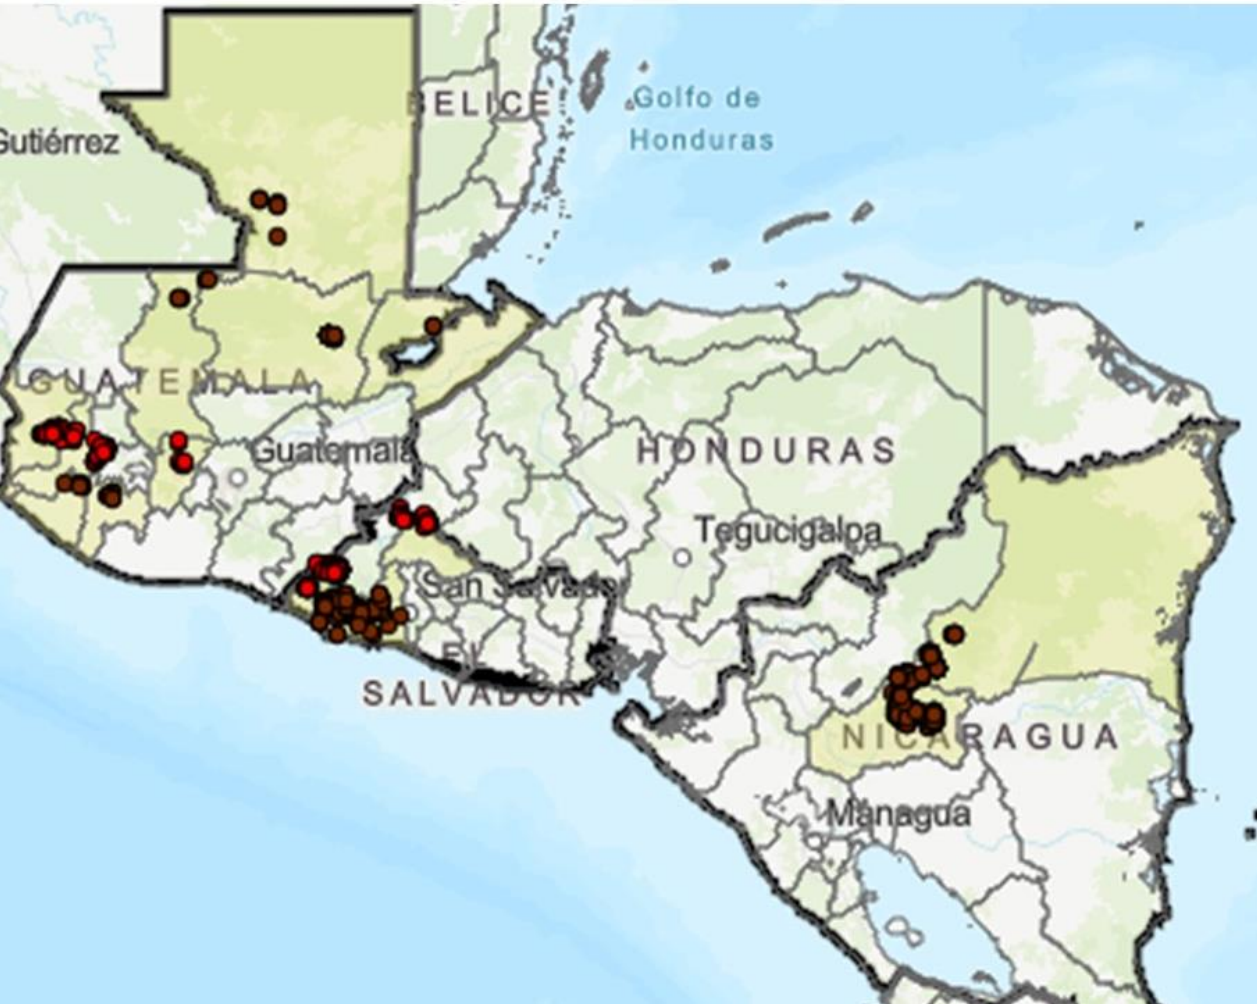 BELICE
Golfo de
Honduras
Gutiérrez
GUATEMALA
Guatemala
HONDURAS
Tegucigalpa
San Salvador
EL
SALVADOR
NICARAGUA
Managua